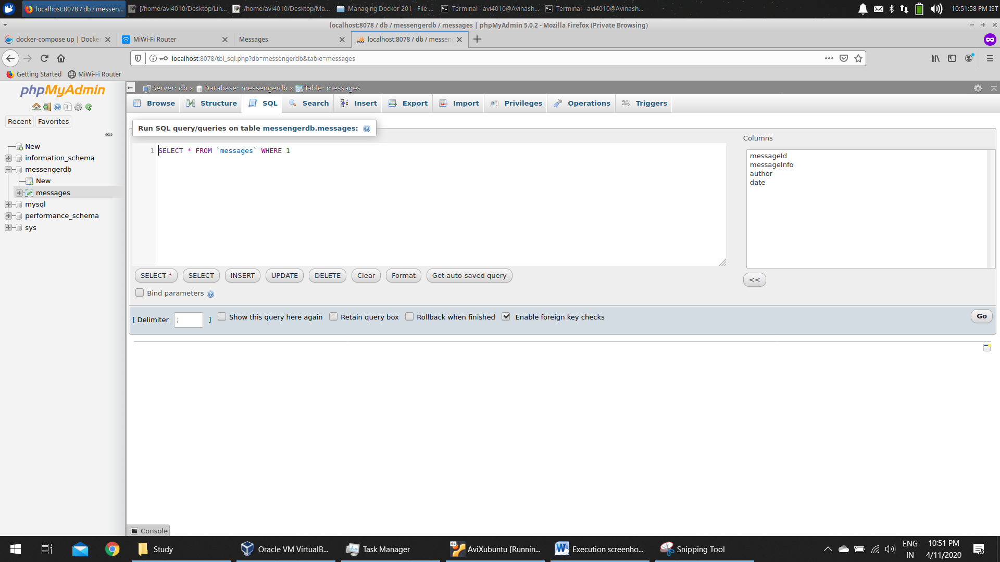 localhost:8078 / db / messen...
[/home/avi4010/Desktop/Lin...
/home/avi4010/Desktop/Ma...
Managing Docker 201 - File ...
Terminal - avi4010@Avinash...
Terminal - avi4010@Avinash...
10:51:58 PM IST
localhost:8078 / db / messengerdb / messages | phpMyAdmin 5.0.2 - Mozilla Firefox (Private Browsing)
docker-compose up | Docke
MiWi-Fi Router
Messages
PMA
localhost:8078 / db / messen
localhost:8078/tbl_sql.php?db=messengerdb&table=messages
Getting Started
MiWi-Fi Router
phpMyAdmin
Server: db » Database: messengerdb » Table: messages
Browse
Structure
SQL
Search
Insert
Export
Import
Privileges
Operations
Triggers
Recent
Favorites
New
information_schema
messengerdb
New
messages
mysql
performance_schema
sys
Run SQL query/queries on table messengerdb.messages:
1 SELECT * FROM `messages` WHERE 1
Columns
messageId
messageInfo
author
date
SELECT *
SELECT
INSERT
UPDATE
DELETE
Clear
Format
Get auto-saved query
<<
Bind parameters
[ Delimiter ; ]
Show this query here again
Retain query box
Rollback when finished
Enable foreign key checks
Go
Console
Study
Oracle VM VirtualB...
Task Manager
64
AviXubuntu [Runnin...
Execution screenho...
Snipping Tool
ENG
IN
10:51 PM
4/11/2020